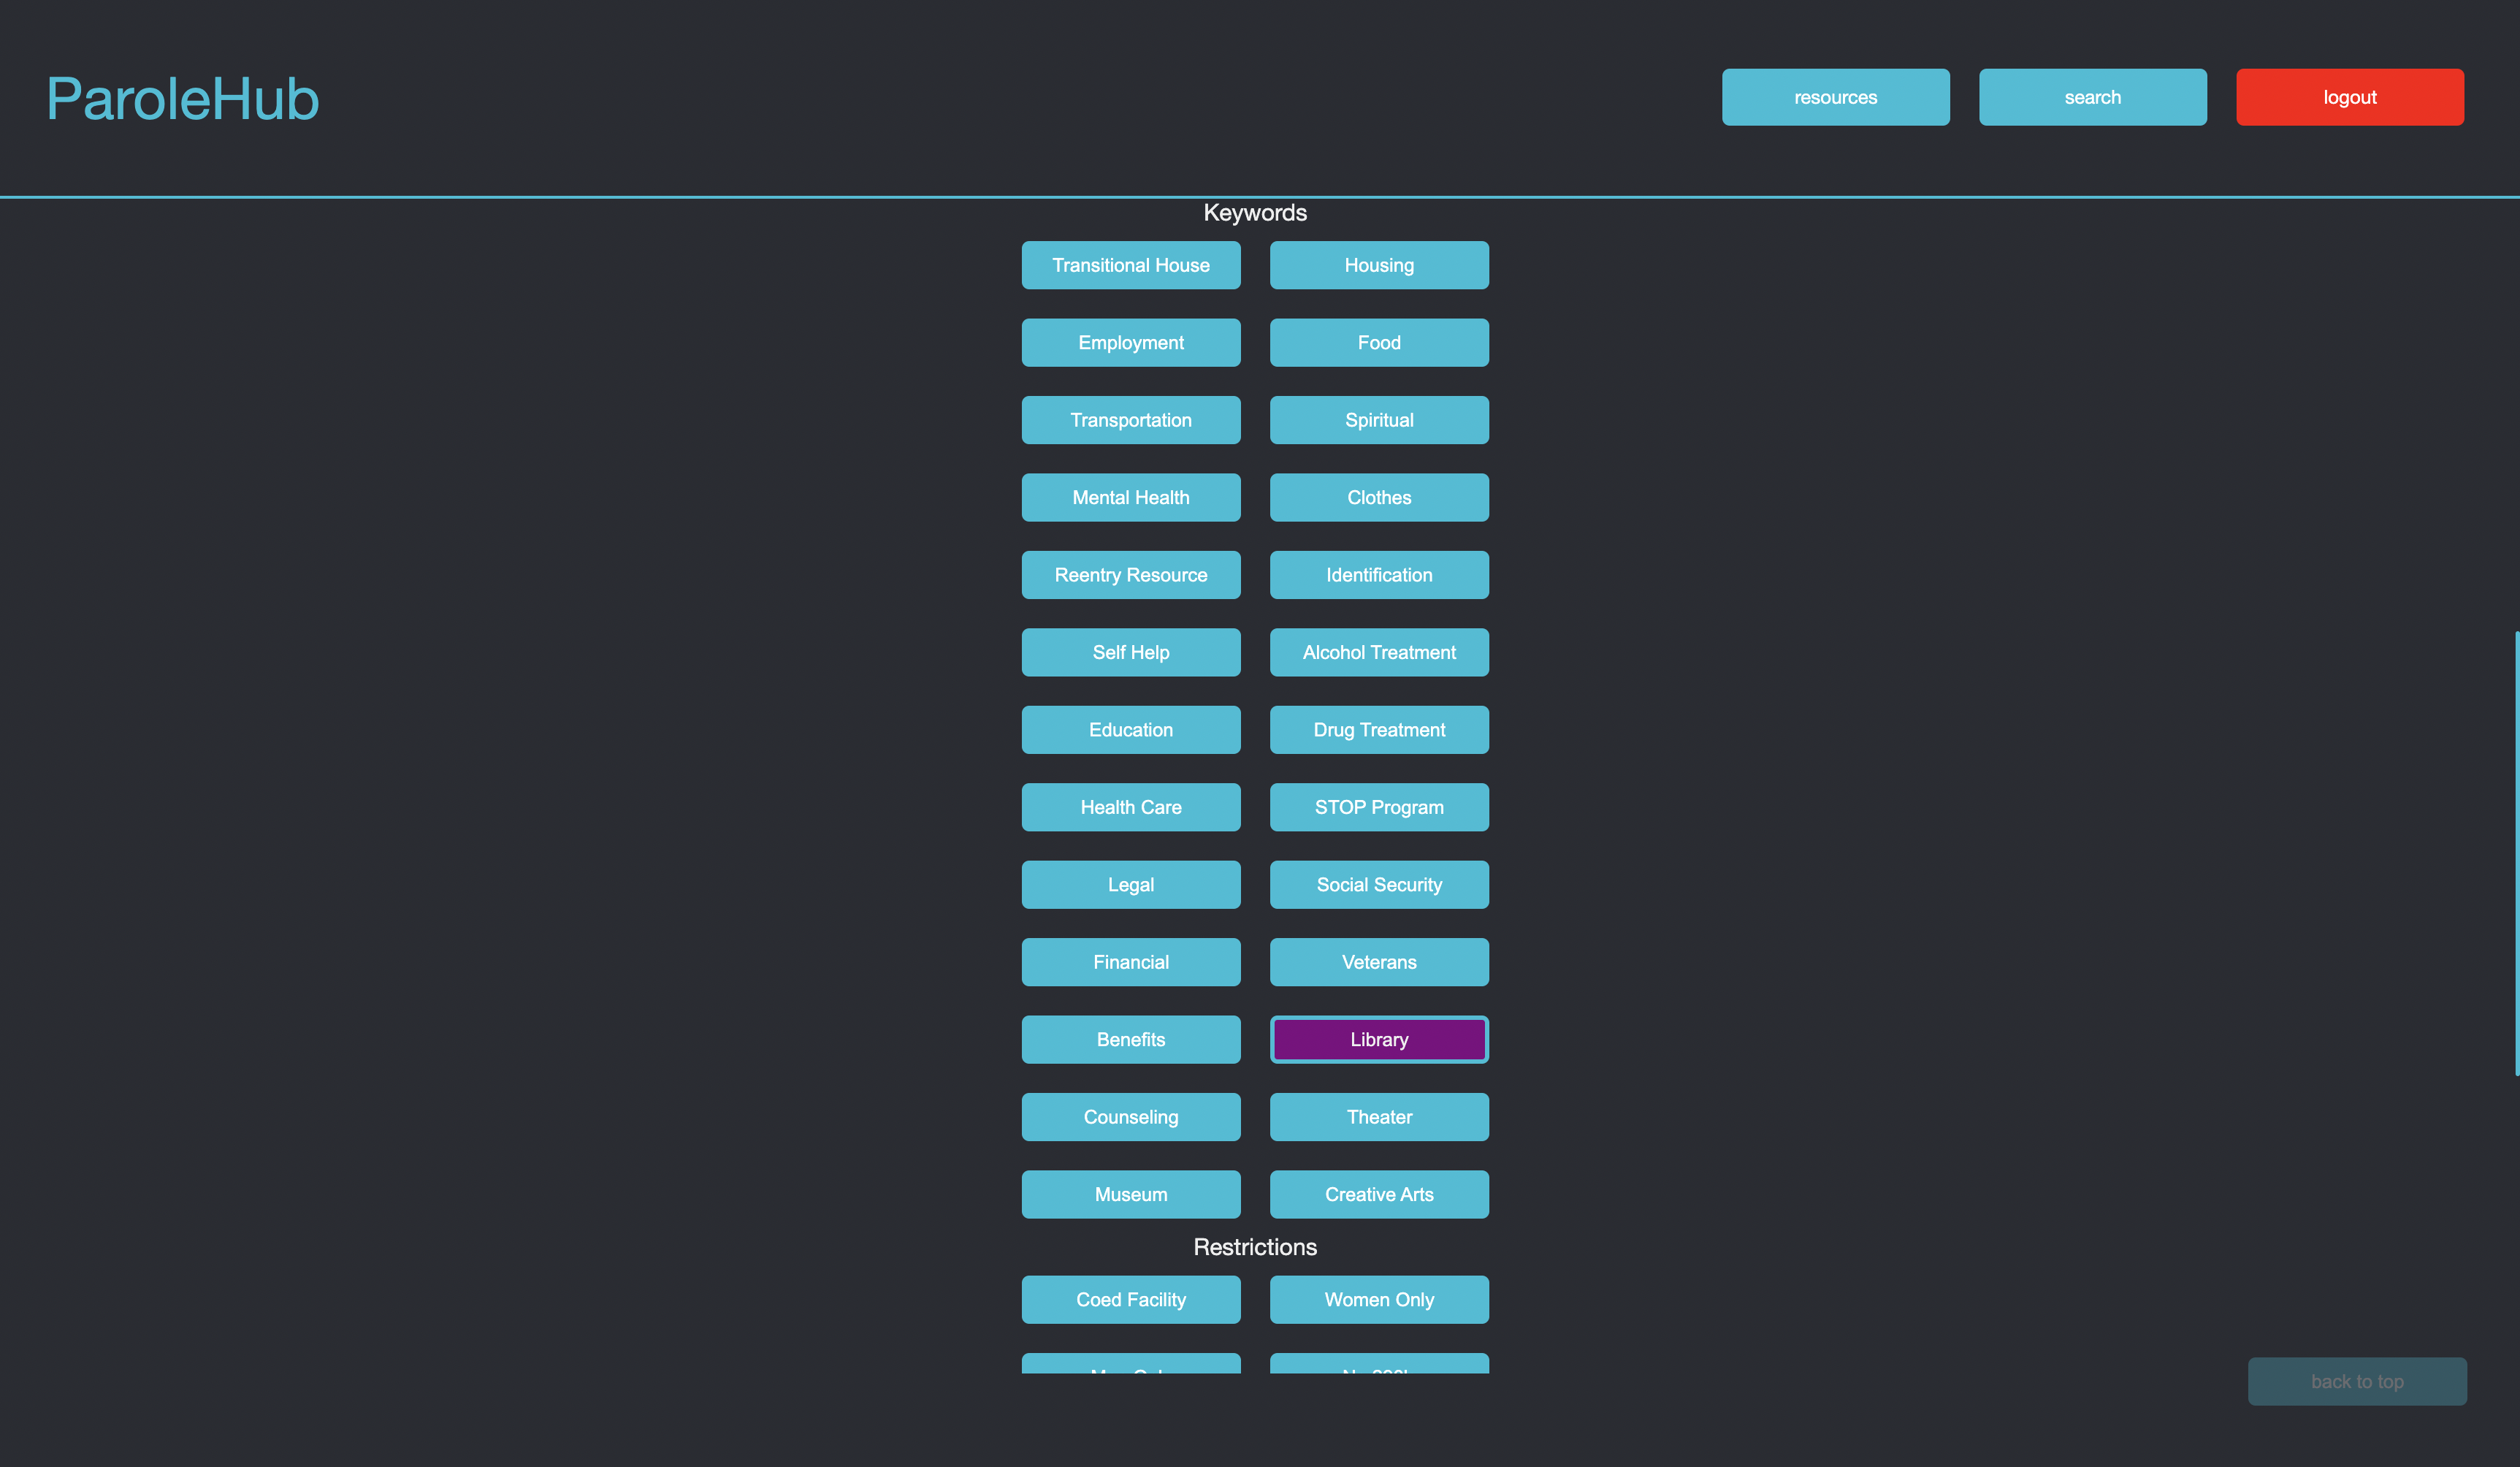 ParoleHub
resources
search
logout
Keywords
Transitional House
Housing
Employment
Food
Transportation
Spiritual
Mental Health
Clothes
Reentry Resource
Identification
Self Help
Alcohol Treatment
Education
Drug Treatment
Health Care
STOP Program
Legal
Social Security
Financial
Veterans
Benefits
Library
Counseling
Theater
Museum
Creative Arts
Restrictions
Coed Facility
Women Only
back to top